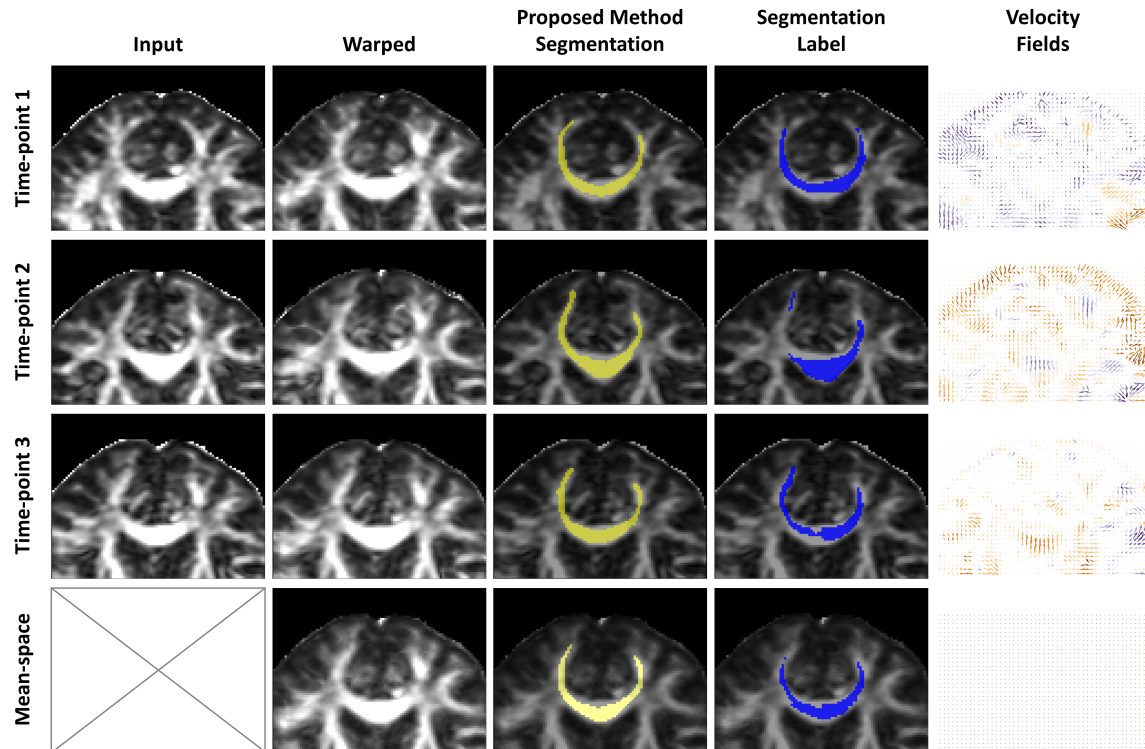 Input
Warped
Proposed Method
Segmentation
Segmentation
Label
Velocity
Fields
Time-point 1
Time-point 2
Time-point 3
Mean-space